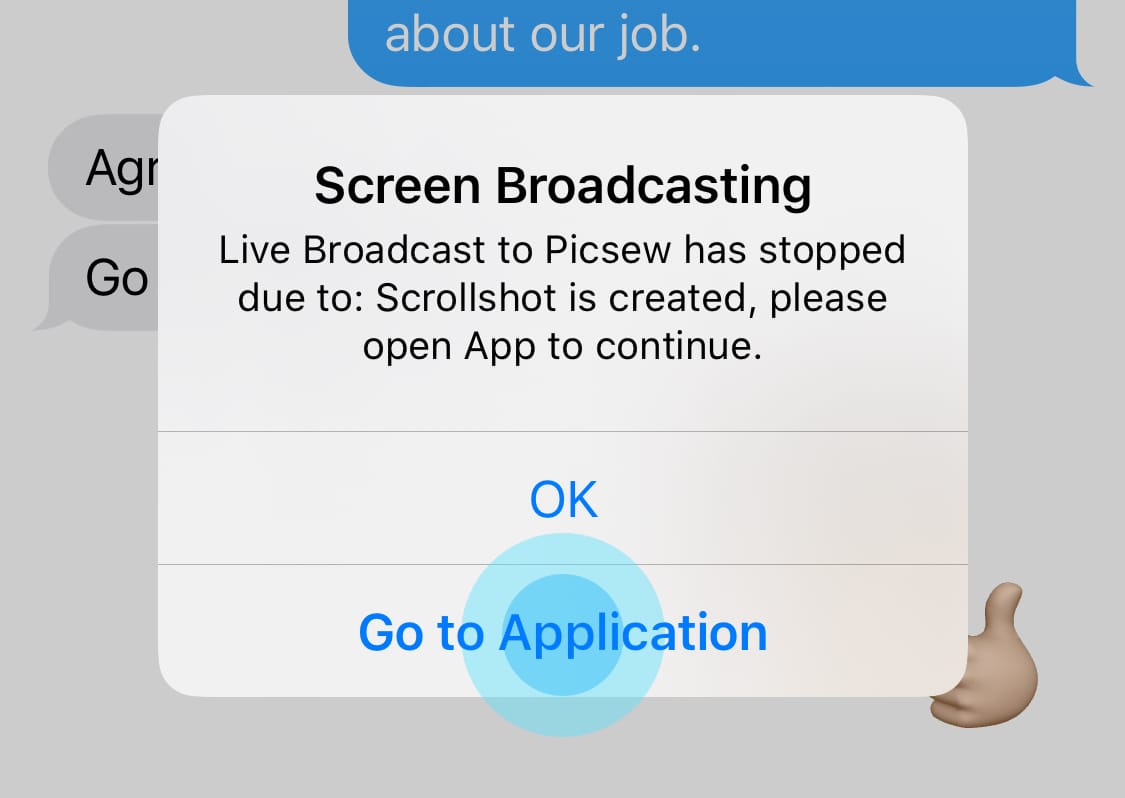 about our job.
Agr
Screen Broadcasting
Live Broadcast to Picsew has stopped
due to: Scrollshot is created, please
open App to continue.
Go
OK
Go to Application